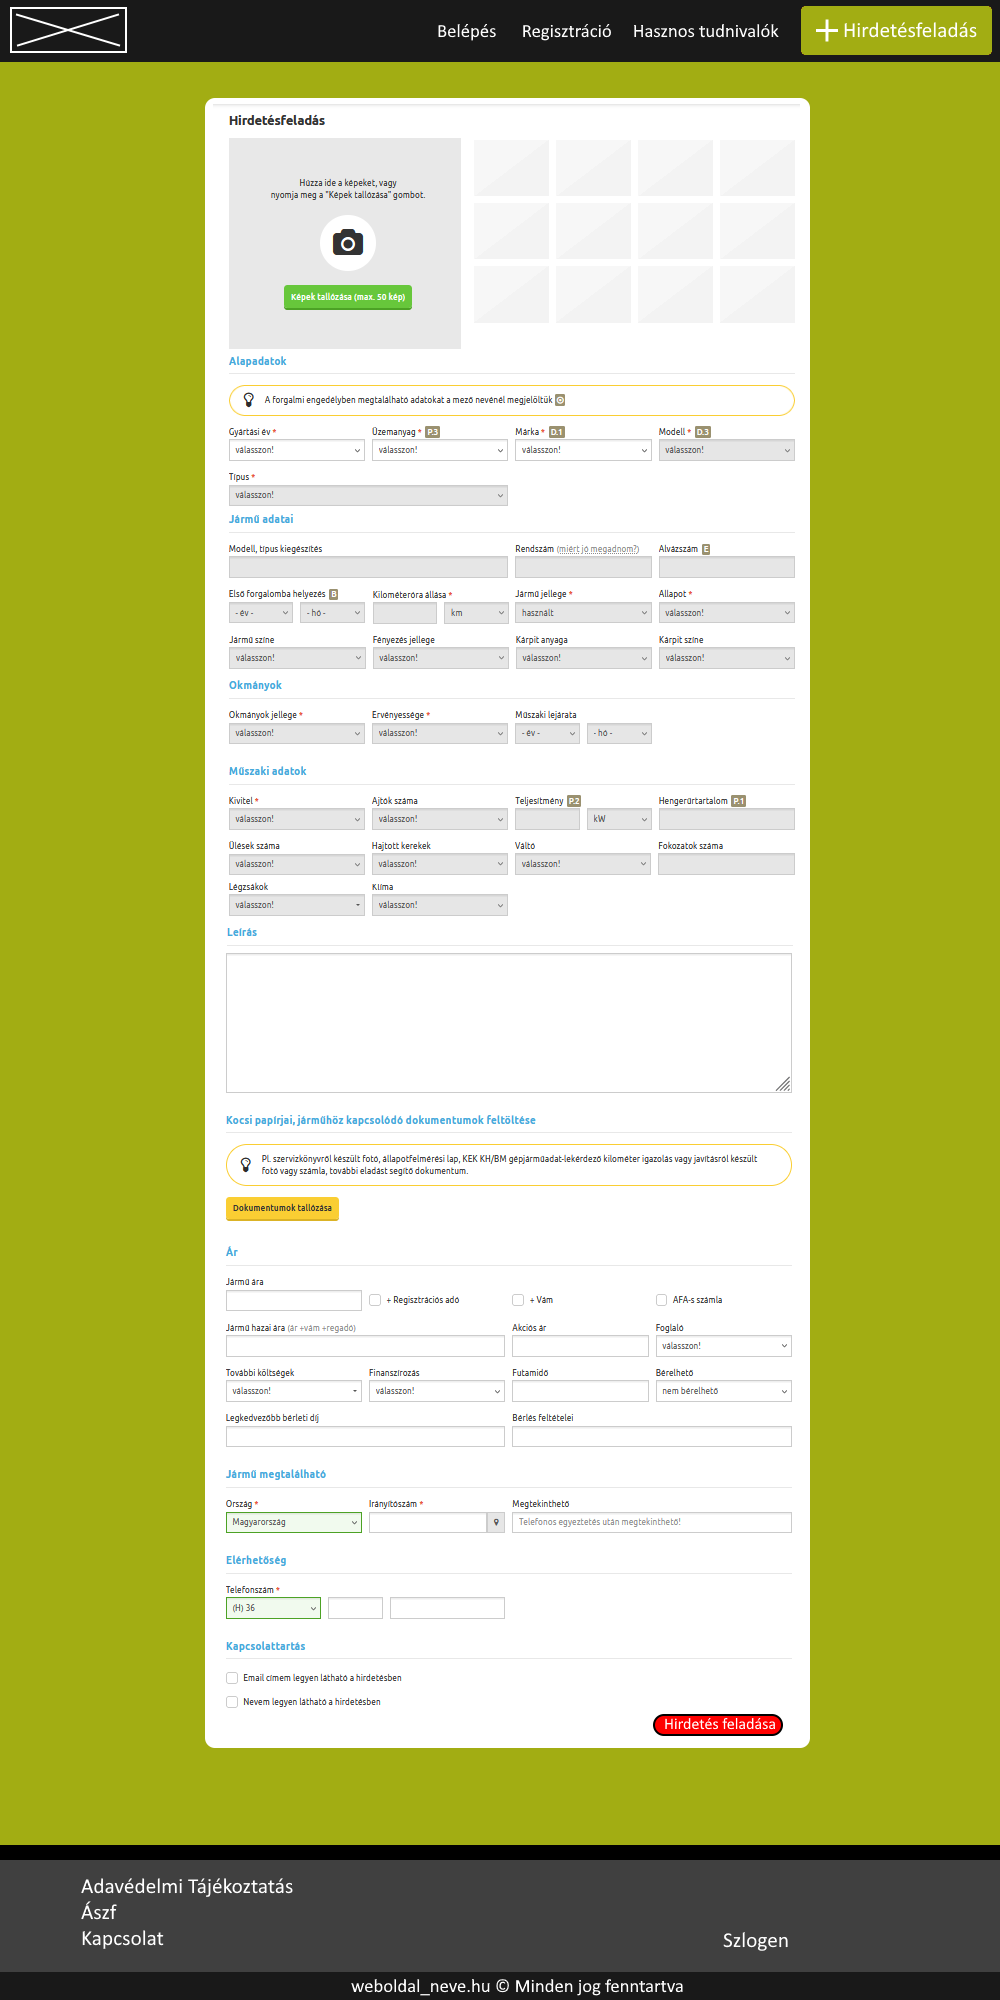 Belépés Regisztráció Hasznos tudnivalók Hirdetésfeladás
Hirdetésfeladás
Húzza ide a képeket, vagy
nyomja meg a "Képek tallózása" gombot.
Képek tallózása (max. 50 kép)
Alapadatok
A forgalmi engedélyben megtalálható adatokat a mező nevénél megjelöltük
Gyártási év * Üzemanyag * P.3 Márka * D.1 Modell * D.3
válasszon! válasszon! válasszon! válasszon!
Típus *
válasszon!
Jármű adatai
Modell, típus kiegészítés Rendszám (miért jó megadnom?) Alvázszám E
Első forgalomba helyezés B Kilométeróra állása * Jármű jellege * Állapot *
- év - - hó - km használt válasszon!
Jármű színe Fényezés jellege Kárpit anyaga Kárpit színe
válasszon! válasszon! válasszon! válasszon!
Okmányok
Okmányok jellege * Érvényessége * Műszaki lejárata
válasszon! válasszon! - év - - hó -
Műszaki adatok
Kivitel * Ajtók száma Teljesítmény P.2 Hengerűrtartalom P.1
válasszon! válasszon! kW
Ülések száma Hajtott kerekek Váltó Fokozatok száma
válasszon! válasszon! válasszon!
Légzsákok Klíma
válasszon! válasszon!
Leírás
Kocsi papírjai, járműhöz kapcsolódó dokumentumok feltöltése
Pl. szervizkönyvről készült fotó, állapotfelmérési lap, KEK KH/BM gépjárműadat-lekérdező kilométer igazolás vagy javításról készült
fotó vagy számla, további eladást segítő dokumentum.
Dokumentumok tallózása
Ár
Jármű ára
+ Regisztrációs adó + Vám ÁFA-s számla
Jármű hazai ára (ár +vám +regadó) Akciós ár Foglaló
válasszon!
További költségek Finanszírozás Futamidő Bérelhető
válasszon! válasszon! nem bérelhető
Legkedvezőbb bérleti díj Bérlés feltételei
Jármű megtalálható
Ország * Irányítószám * Megtekinthető
Magyarország Telefonos egyeztetés után megtekinthető!
Elérhetőség
Telefonszám *
(H) 36
Kapcsolattartás
Email címem legyen látható a hirdetésben
Nevem legyen látható a hirdetésben
Hirdetés feladása
Adavédelmi Tájékoztatás
Ászf
Kapcsolat
Szlogen
weboldal_neve.hu © Minden jog fenntartva